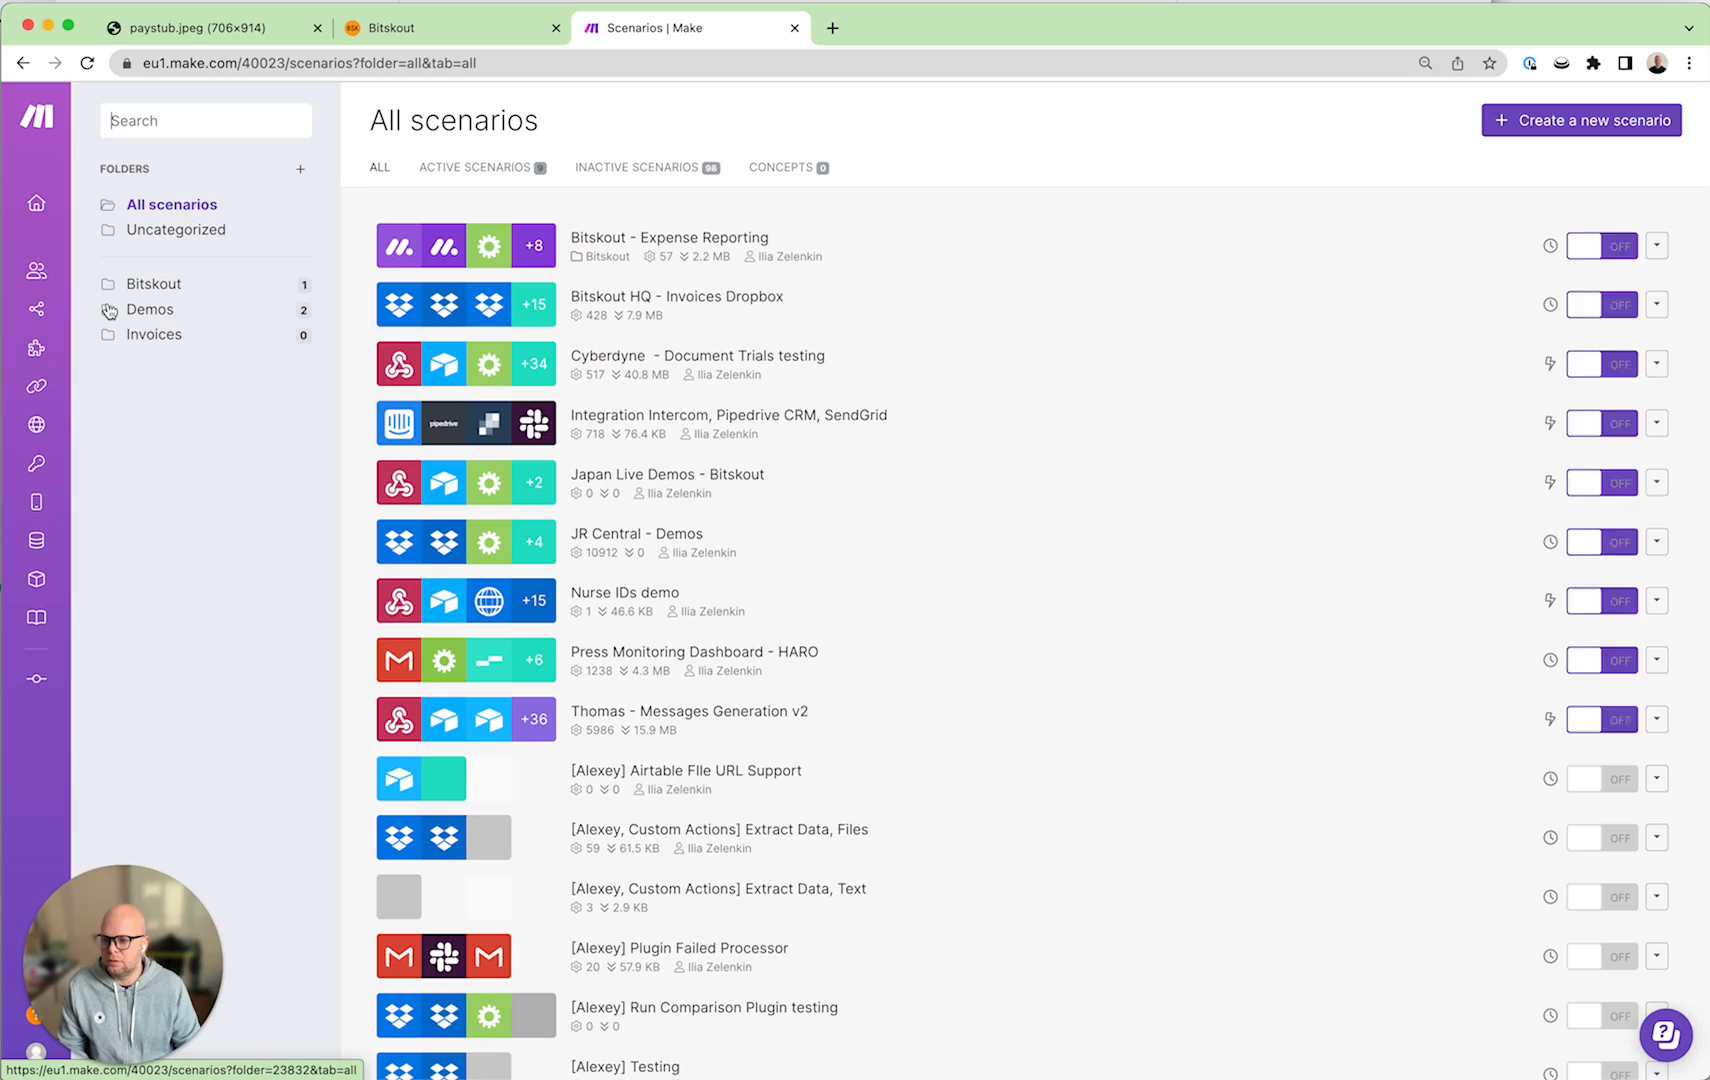 paystub.jpeg (706×914)
BSK
Bitskout
Scenarios | Make
eu1.make.com/40023/scenarios?folder=all&tab=all
Search
FOLDERS
All scenarios
Uncategorized
Bitskout 1
Demos 2
Invoices 0
All scenarios
Create a new scenario
ALL
ACTIVE SCENARIOS 9
INACTIVE SCENARIOS 98
CONCEPTS 0
+8
Bitskout - Expense Reporting
Bitskout 57 2.2 MB Ilia Zelenkin
OFF
+15
Bitskout HQ - Invoices Dropbox
428 7.9 MB
OFF
+34
Cyberdyne - Document Trials testing
517 40.8 MB Ilia Zelenkin
OFF
pipedrive
Integration Intercom, Pipedrive CRM, SendGrid
718 76.4 KB Ilia Zelenkin
OFF
+2
Japan Live Demos - Bitskout
0 0 Ilia Zelenkin
OFF
+4
JR Central - Demos
10912 0 Ilia Zelenkin
OFF
+15
Nurse IDs demo
1 46.6 KB Ilia Zelenkin
OFF
+6
Press Monitoring Dashboard - HARO
1238 4.3 MB Ilia Zelenkin
OFF
+36
Thomas - Messages Generation v2
5986 15.9 MB
OFF
[Alexey] Airtable FIle URL Support
0 0 Ilia Zelenkin
OFF
[Alexey, Custom Actions] Extract Data, Files
59 61.5 KB Ilia Zelenkin
OFF
[Alexey, Custom Actions] Extract Data, Text
3 2.9 KB
OFF
[Alexey] Plugin Failed Processor
20 57.9 KB Ilia Zelenkin
OFF
[Alexey] Run Comparison Plugin testing
0 0
OFF
[Alexey] Testing
OFF
https://eu1.make.com/40023/scenarios?folder=23832&tab=all